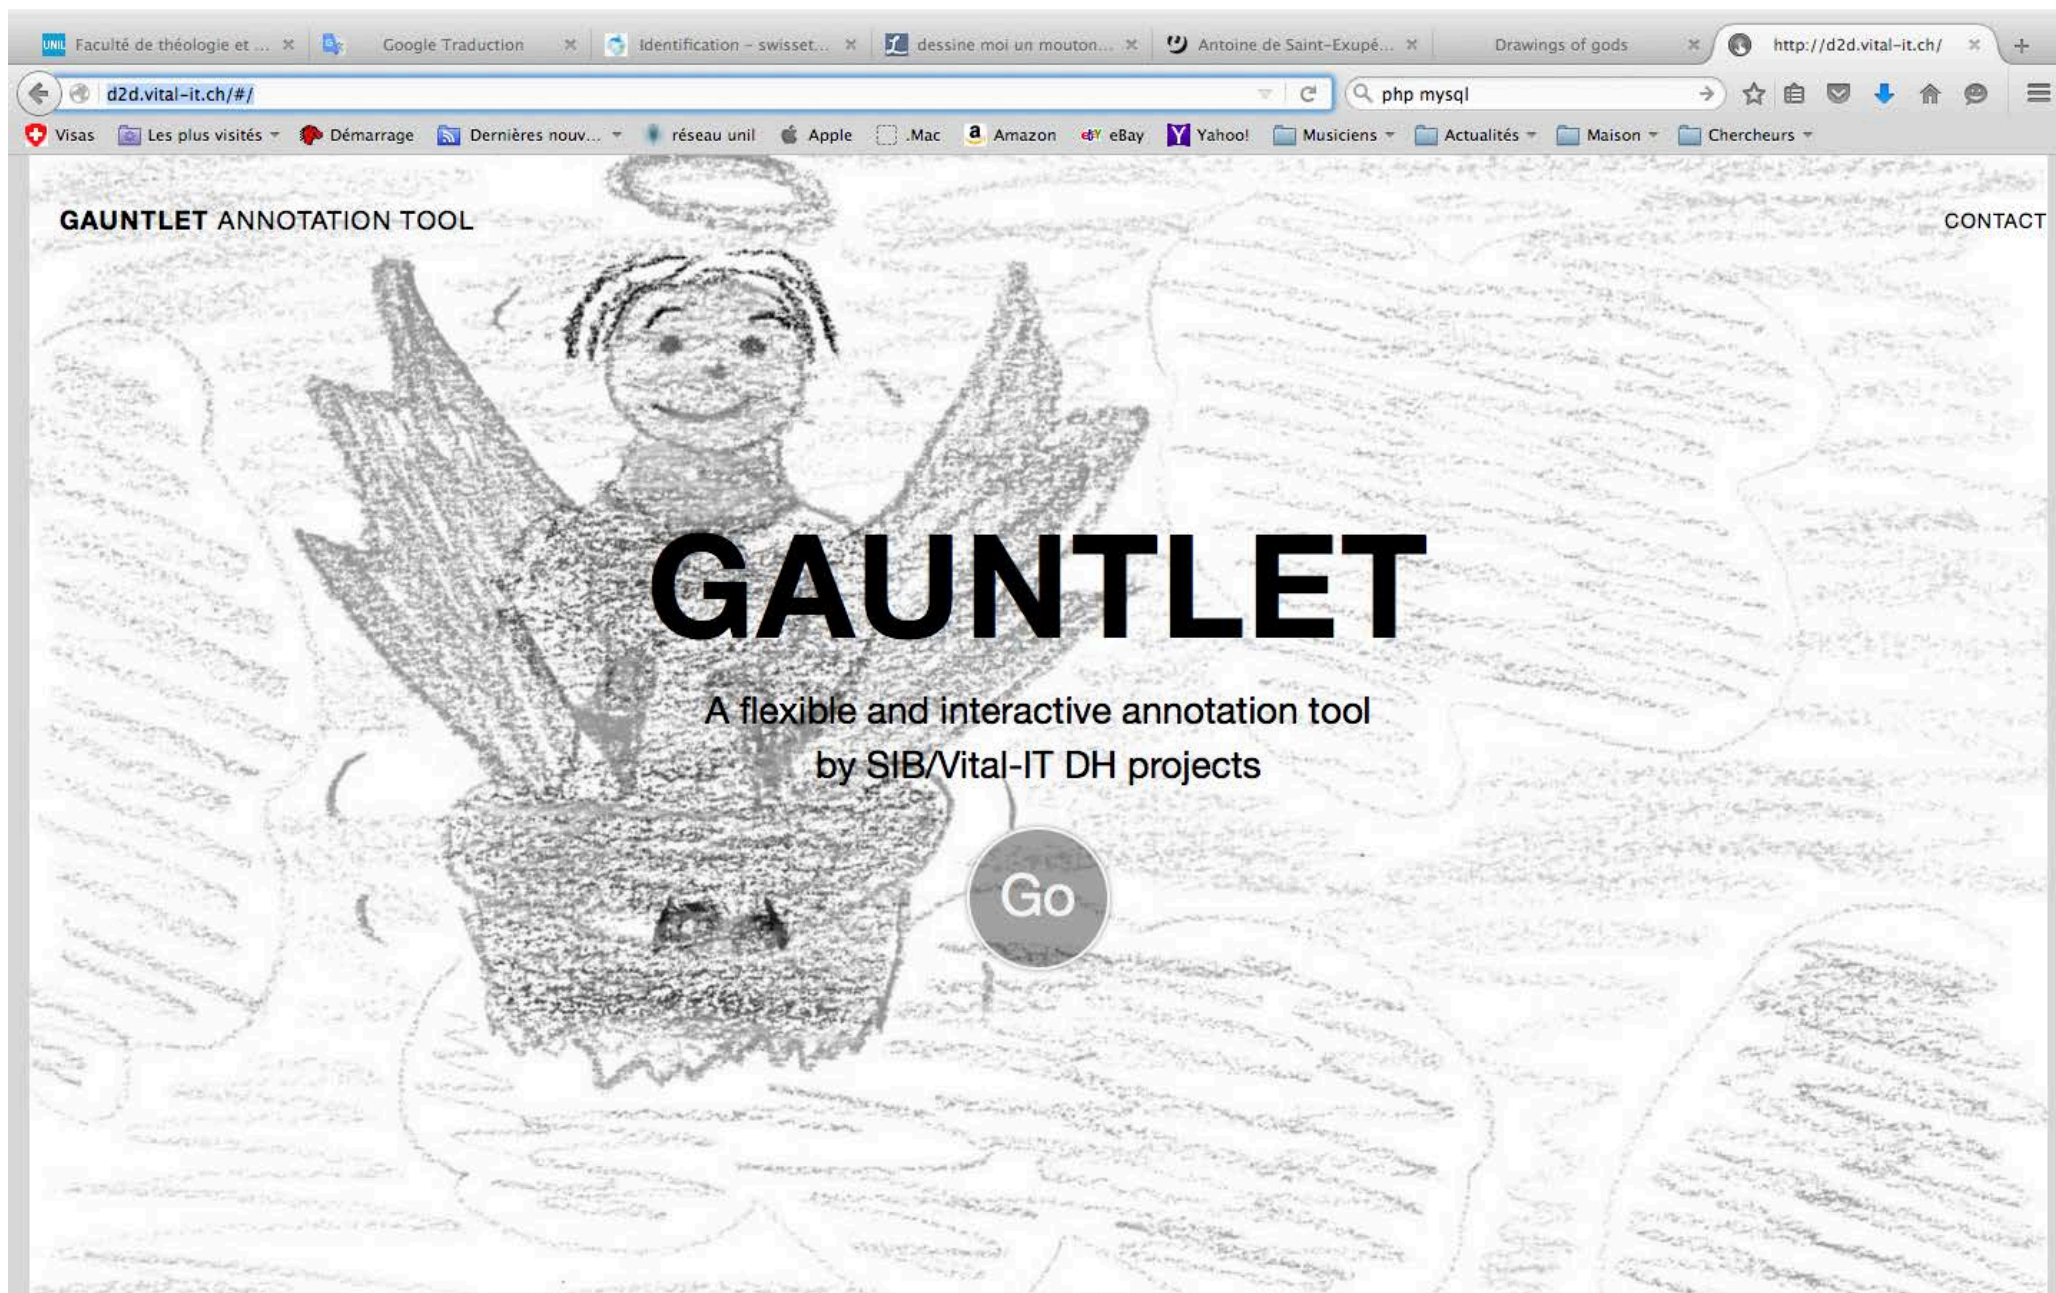 UNIL Faculté de théologie et ... Google Traduction Identification – swisset... dessine moi un mouton... Antoine de Saint-Exupé... Drawings of gods http://d2d.vital-it.ch/
d2d.vital-it.ch/#/ php mysql
Visas Les plus visités Démarrage Dernières nouv... réseau unil Apple .Mac a Amazon ebY eBay Y Yahoo! Musiciens Actualités Maison Chercheurs
GAUNTLET ANNOTATION TOOL CONTACT
GAUNTLET
A flexible and interactive annotation tool
by SIB/Vital-IT DH projects
Go